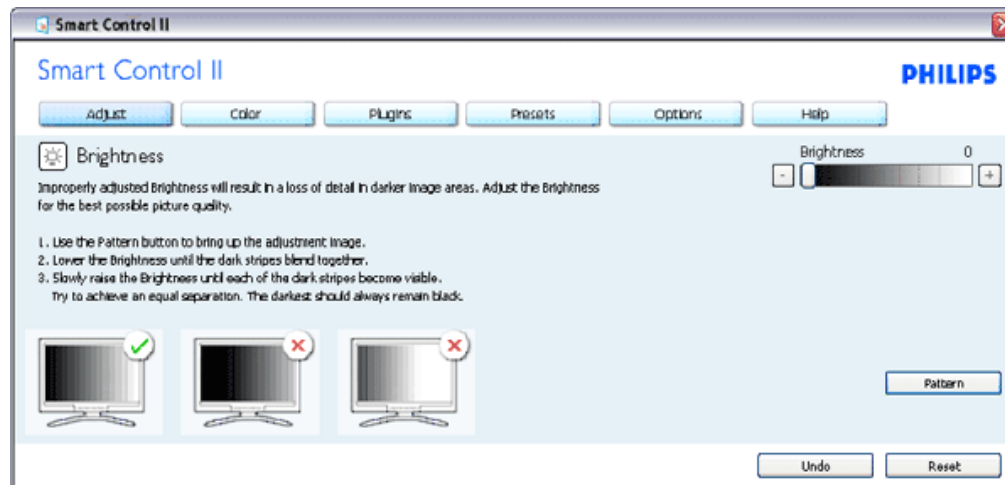 Smart Control II
Smart Control II
PHILIPS
Adjust Color Plugins Presets Options Help
Brightness
Brightness 0
- +
Improperly adjusted Brightness will result in a loss of detail in darker image areas. Adjust the Brightness
for the best possible picture quality.
1. Use the Pattern button to bring up the adjustment image.
2. Lower the Brightness until the dark stripes blend together.
3. Slowly raise the Brightness until each of the dark stripes become visible.
Try to achieve an equal separation. The darkest should always remain black.
Pattern
Undo Reset